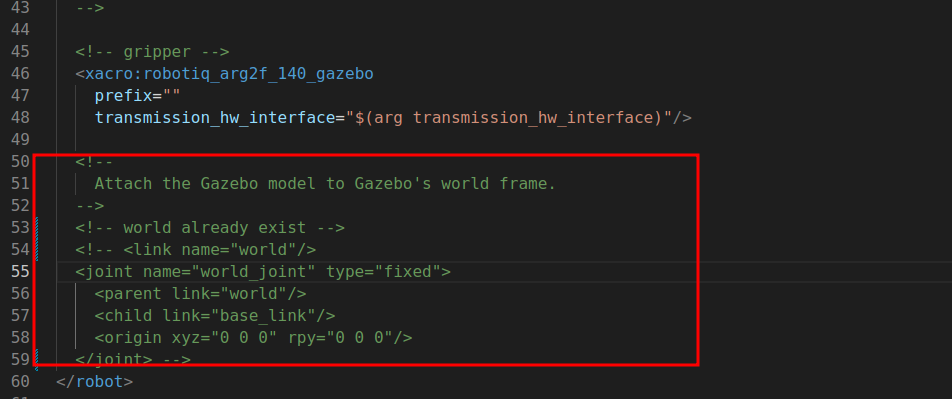 43 -->
44
45 <!-- gripper -->
46 <xacro:robotiq_arg2f_140_gazebo
47 prefix=""
48 transmission_hw_interface="$(arg transmission_hw_interface)"/>
49
50 <!--
51 Attach the Gazebo model to Gazebo's world frame.
52 -->
53 <!-- world already exist -->
54 <!-- <link name="world"/>
55 <joint name="world_joint" type="fixed">
56 <parent link="world"/>
57 <child link="base_link"/>
58 <origin xyz="0 0 0" rpy="0 0 0"/>
59 </joint> -->
60 </robot>